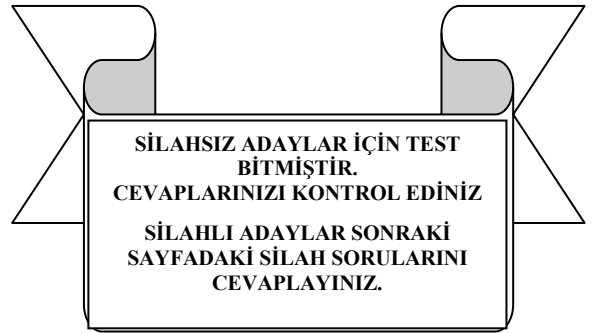 SİLAHSIZ ADAYLAR İÇİN TEST
BİTMİŞTİR.
CEVAPLARINIZI KONTROL EDİNİZ
SİLAHLI ADAYLAR SONRAKİ
SAYFADAKİ SİLAH SORULARINI
CEVAPLAYINIZ.